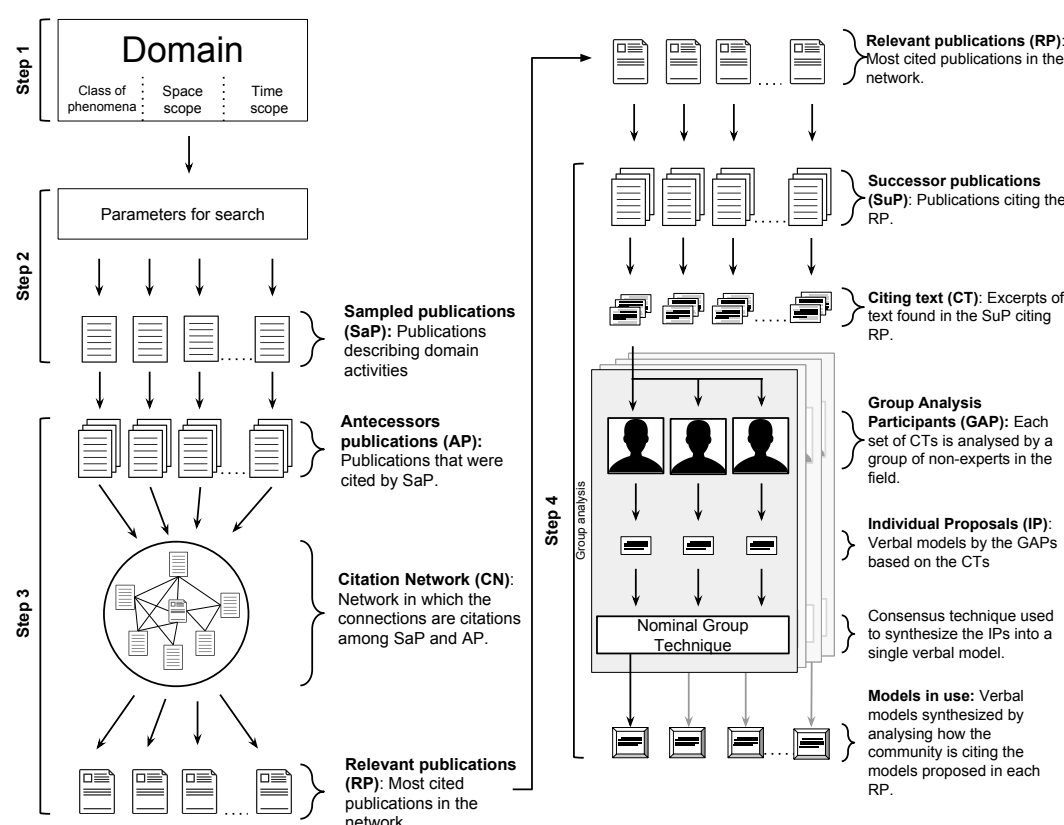 Step 1
Domain
Class of
phenomena
Space
scope
Time
scope
Step 2
Parameters for search
Sampled publications
(SaP): Publications
describing domain
activities
Step 3
Antecessors
publications (AP):
Publications that were
cited by SaP.
Citation Network (CN):
Network in which the
connections are citations
among SaP and AP.
Relevant publications
(RP): Most cited
publications in the
network.
Relevant publications (RP):
Most cited publications in the
network.
Step 4
Successor publications
(SuP): Publications citing the
RP.
Citing text (CT): Excerpts of
text found in the SuP citing
RP.
Group analysis
Group Analysis
Participants (GAP): Each
set of CTs is analysed by a
group of non-experts in the
field.
Individual Proposals (IP):
Verbal models by the GAPs
based on the CTs
Nominal Group
Technique
Consensus technique used
to synthesize the IPs into a
single verbal model.
Models in use: Verbal
models synthesized by
analysing how the
community is citing the
models proposed in each
RP.